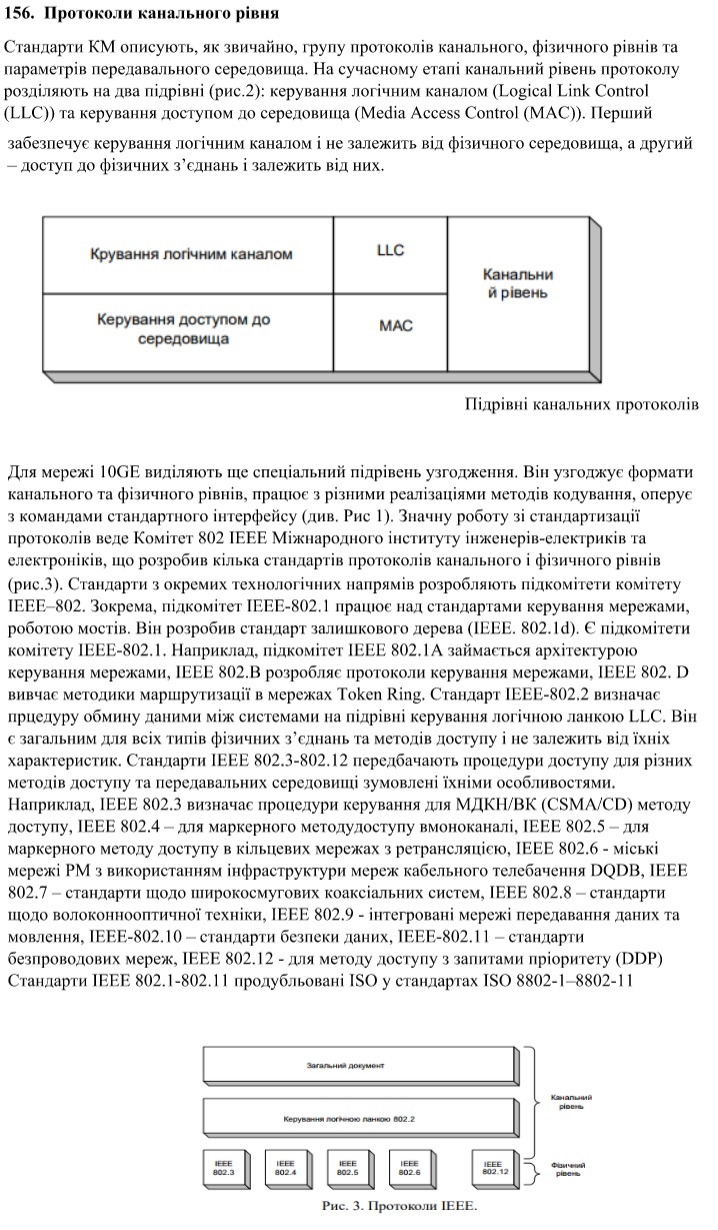 156. Протоколи канального рівня
Стандарти КМ описують, як звичайно, групу протоколів канального, фізичного рівнів та
параметрів передавального середовища. На сучасному етапі канальний рівень протоколу
розділяють на два підрівні (рис.2): керування логічним каналом (Logical Link Control
(LLC)) та керування доступом до середовища (Media Access Control (MAC)). Перший
забезпечує керування логічним каналом і не залежить від фізичного середовища, а другий
– доступ до фізичних з’єднань і залежить від них.
Крування логічним каналом
LLC
Канальни
й рівень
Керування доступом до
середовища
MAC
Підрівні канальних протоколів
Для мережі 10GE виділяють ще спеціальний підрівень узгодження. Він узгоджує формати
канального та фізичного рівнів, працює з різними реалізаціями методів кодування, оперує
з командами стандартного інтерфейсу (див. Рис 1). Значну роботу зі стандартизації
протоколів веде Комітет 802 IEEE Міжнародного інституту інженерів-електриків та
електроніків, що розробив кілька стандартів протоколів канального і фізичного рівнів
(рис.3). Стандарти з окремих технологічних напрямів розробляють підкомітети комітету
IEEE–802. Зокрема, підкомітет IEEE-802.1 працює над стандартами керування мережами,
роботою мостів. Він розробив стандарт залишкового дерева (IEEE. 802.1d). Є підкомітети
комітету IEEE-802.1. Наприклад, підкомітет IEEE 802.1A займається архітектурою
керування мережами, IEEE 802.B розробляє протоколи керування мережами, IEEE 802. D
вивчає методики маршрутизації в мережах Token Ring. Стандарт IEEE-802.2 визначає
прцедуру обмину даними між системами на підрівні керування логічною ланкою LLC. Він
є загальним для всіх типів фізичних з’єднань та методів доступу і не залежить від їхніх
характеристик. Стандарти IEEE 802.3-802.12 передбачають процедури доступу для різних
методів доступу та передавальних середовищі зумовлені їхніми особливостями.
Наприклад, IEEE 802.3 визначає процедури керування для МДКН/ВК (CSMA/CD) методу
доступу, IEEE 802.4 – для маркерного методудоступу вмоноканалі, IEEE 802.5 – для
маркерного методу доступу в кільцевих мережах з ретрансляцією, IEEE 802.6 - міські
мережі РМ з використанням інфраструктури мереж кабельного телебачення DQDB, IEEE
802.7 – стандарти щодо широкосмугових коаксіальних систем, IEEE 802.8 – стандарти
щодо волоконнооптичної техніки, IEEE 802.9 - інтегровані мережі передавання даних та
мовлення, IEEE-802.10 – стандарти безпеки даних, IEEE-802.11 – стандарти
безпроводових мереж, IEEE 802.12 - для методу доступу з запитами пріоритету (DDP)
Стандарти IEEE 802.1-802.11 продубльовані ISO у стандартах ISO 8802-1–8802-11
Загальний документ
Керування логічною ланкою 802.2
Канальний
рівень
IEEE
802.3
IEEE
802.4
IEEE
802.5
IEEE
802.6
IEEE
802.12
Фізичний
рівень
Рис. 3. Протоколи IEEE.